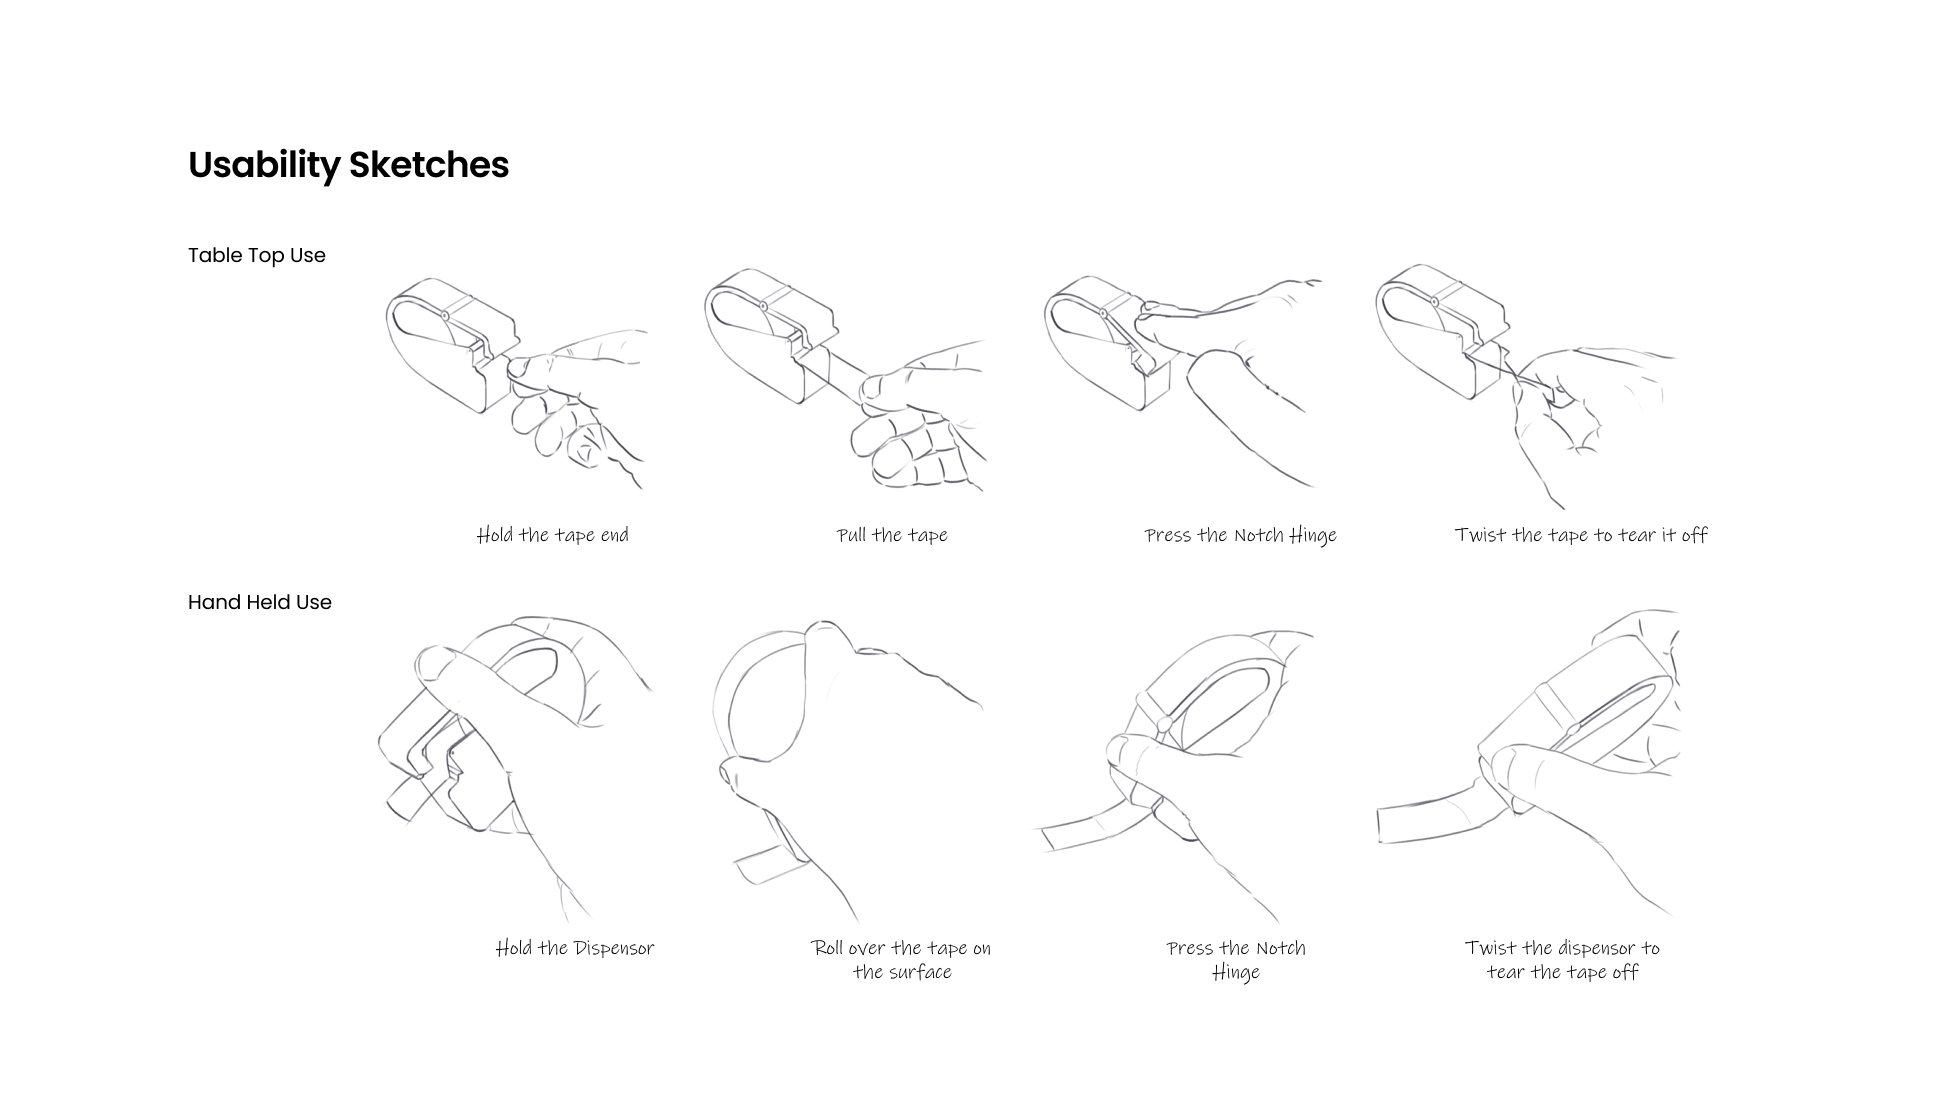 Usability Sketches
Table Top Use
Hold the tape end
Pull the tape
Press the Notch Hinge
Twist the tape to tear it off
Hand Held Use
Hold the Dispensor
Roll over the tape on
the surface
Press the Notch
Hinge
Twist the dispensor to
tear the tape off